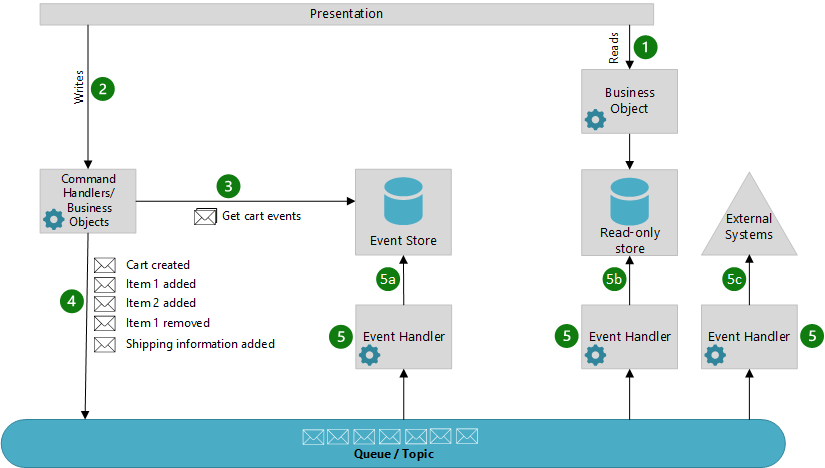 Presentation
Reads
1
Writes
2
Business
Object
Command
Handlers/
Business
Objects
3
Get cart events
Event Store
Read-only
store
External
Systems
4
Cart created
Item 1 added
Item 2 added
Item 1 removed
Shipping information added
5a
5b
5c
5
Event Handler
5
Event Handler
Event Handler
5
Queue / Topic